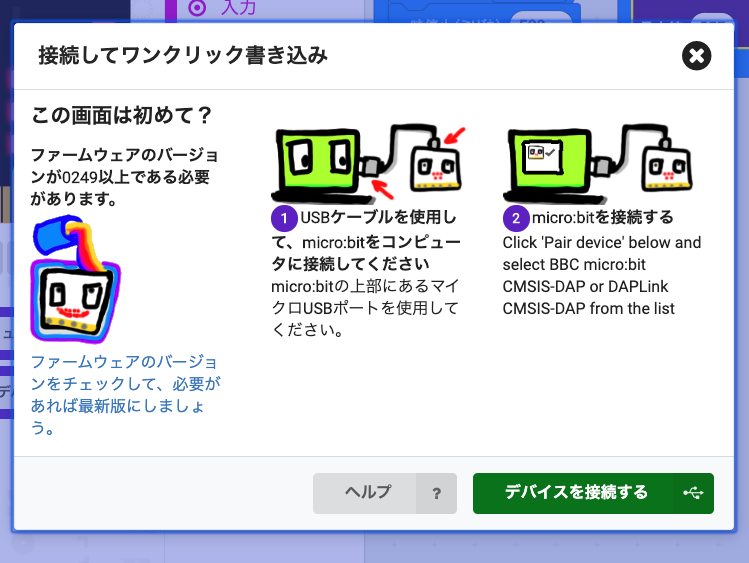 入力
接続してワンクリック書き込み
この画面は初めて？
ファームウェアのバージョ
ンが0249以上である必要
があります。
ファームウェアのバージョ
ンをチェックして、必要が
あれば最新版にしましょ
う。
1 USBケーブルを使用し
て、micro:bitをコンピュー
タに接続してください
micro:bitの上部にあるマイ
クロUSBポートを使用して
ください。
2 micro:bitを接続する
Click 'Pair device' below and
select BBC micro:bit
CMSIS-DAP or DAPLink
CMSIS-DAP from the list
ヘルプ ?
デバイスを接続する